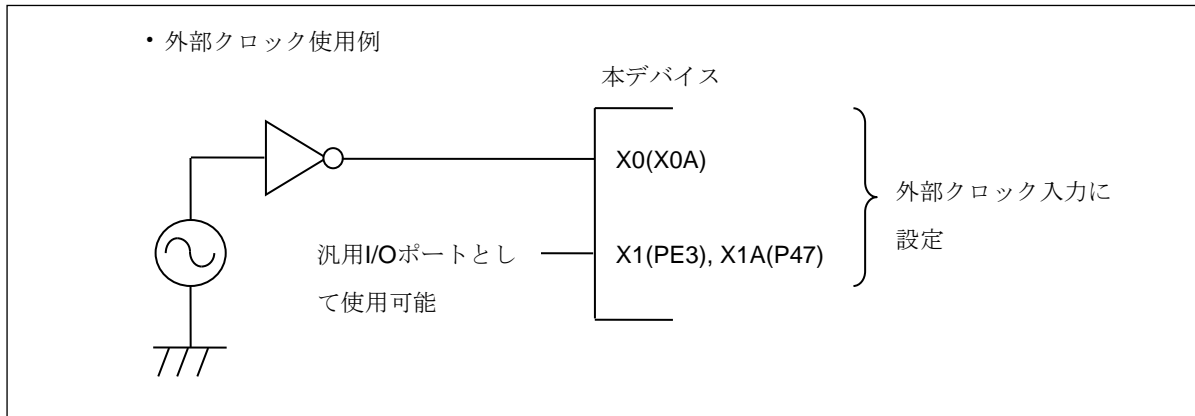 ・外部クロック使用例
本デバイス
X0(X0A)
外部クロック入力に
設定
汎用I/Oポートとし
て使用可能
X1(PE3), X1A(P47)